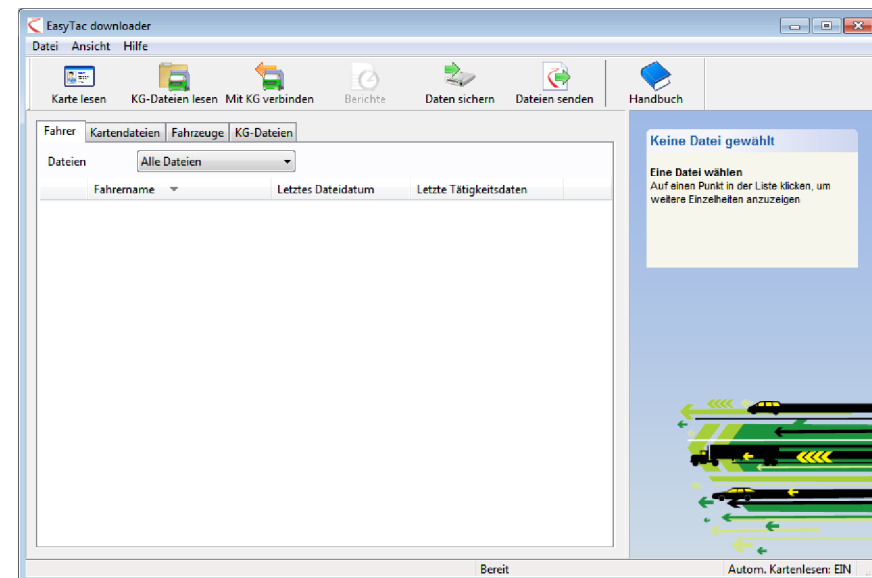 EasyTac downloader
Datei Ansicht Hilfe
Karte lesen KG-Dateien lesen Mit KG verbinden Berichte Daten sichern Dateien senden Handbuch
Fahrer Kartendateien Fahrzeuge KG-Dateien
Dateien Alle Dateien
Fahrername Letztes Dateidatum Letzte Tätigkeitsdaten
Keine Datei gewählt
Eine Datei wählen
Auf einen Punkt in der Liste klicken, um
weitere Einzelheiten anzuzeigen
Bereit Autom. Kartenlesen: EIN